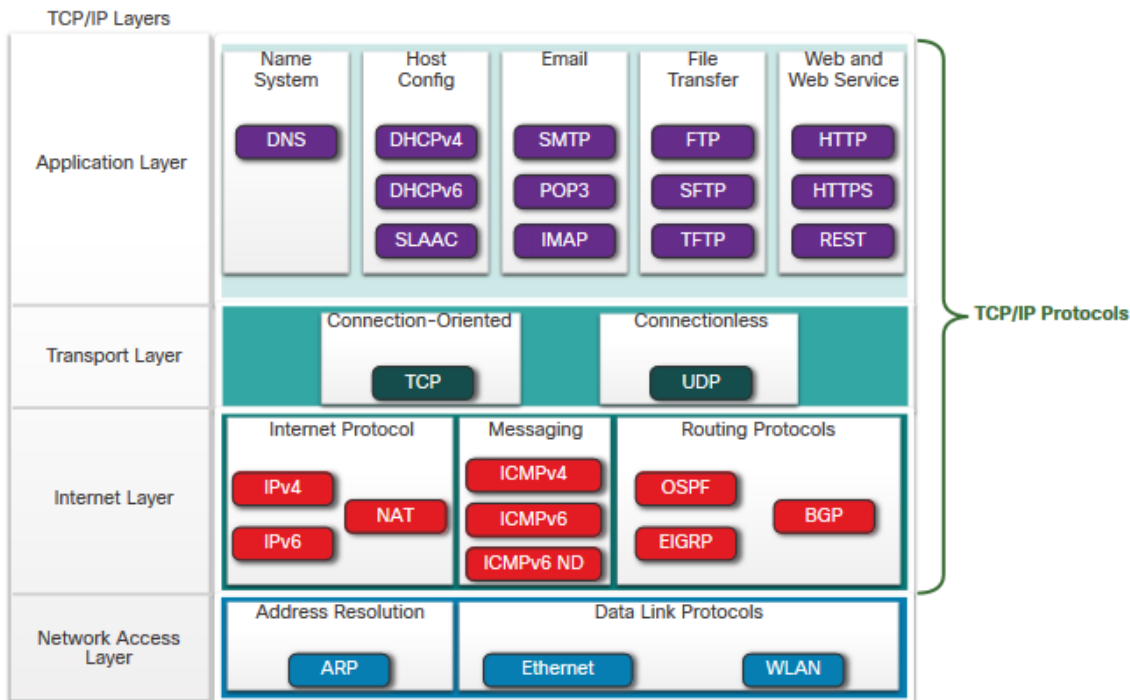 TCP/IP Layers
Application Layer
Name
System
DNS
Host
Config
DHCPv4
DHCPv6
SLAAC
Email
SMTP
POP3
IMAP
File
Transfer
FTP
SFTP
TFTP
Web and
Web Service
HTTP
HTTPS
REST
TCP/IP Protocols
Transport Layer
Connection-Oriented
TCP
Connectionless
UDP
Internet Layer
Internet Protocol
IPv4
IPv6
NAT
Messaging
ICMPv4
ICMPv6
ICMPv6 ND
Routing Protocols
OSPF
EIGRP
BGP
Network Access
Layer
Address Resolution
ARP
Data Link Protocols
Ethernet
WLAN